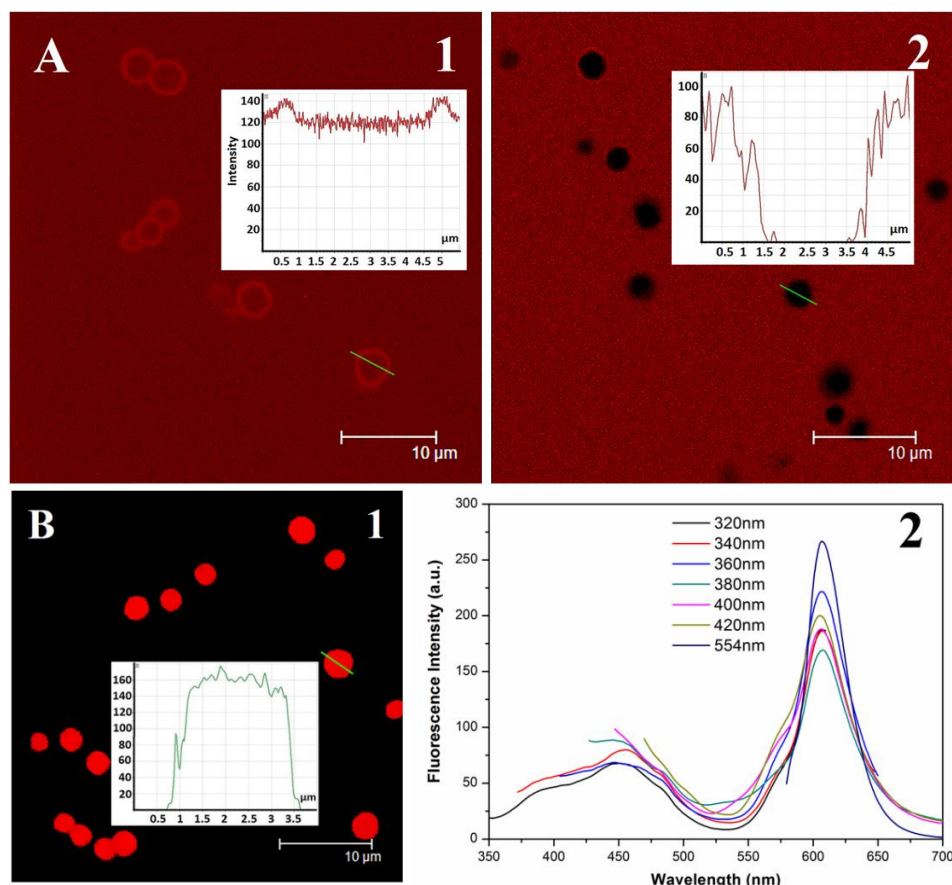 A
1
140
120
100
80
60
40
20
Intensity
µm
0.5 1 1.5 2 2.5 3 3.5 4 4.5 5
10 µm
2
100
80
60
40
20
µm
0.5 1 1.5 2 2.5 3 3.5 4 4.5
10 µm
B
1
160
140
120
100
80
60
40
20
µm
0.5 1 1.5 2 2.5 3 3.5
10 µm
2
300
250
200
150
100
50
0
Fluorescence Intensity (a.u.)
320nm
340nm
360nm
380nm
400nm
420nm
554nm
350 400 450 500 550 600 650 700
Wavelength (nm)